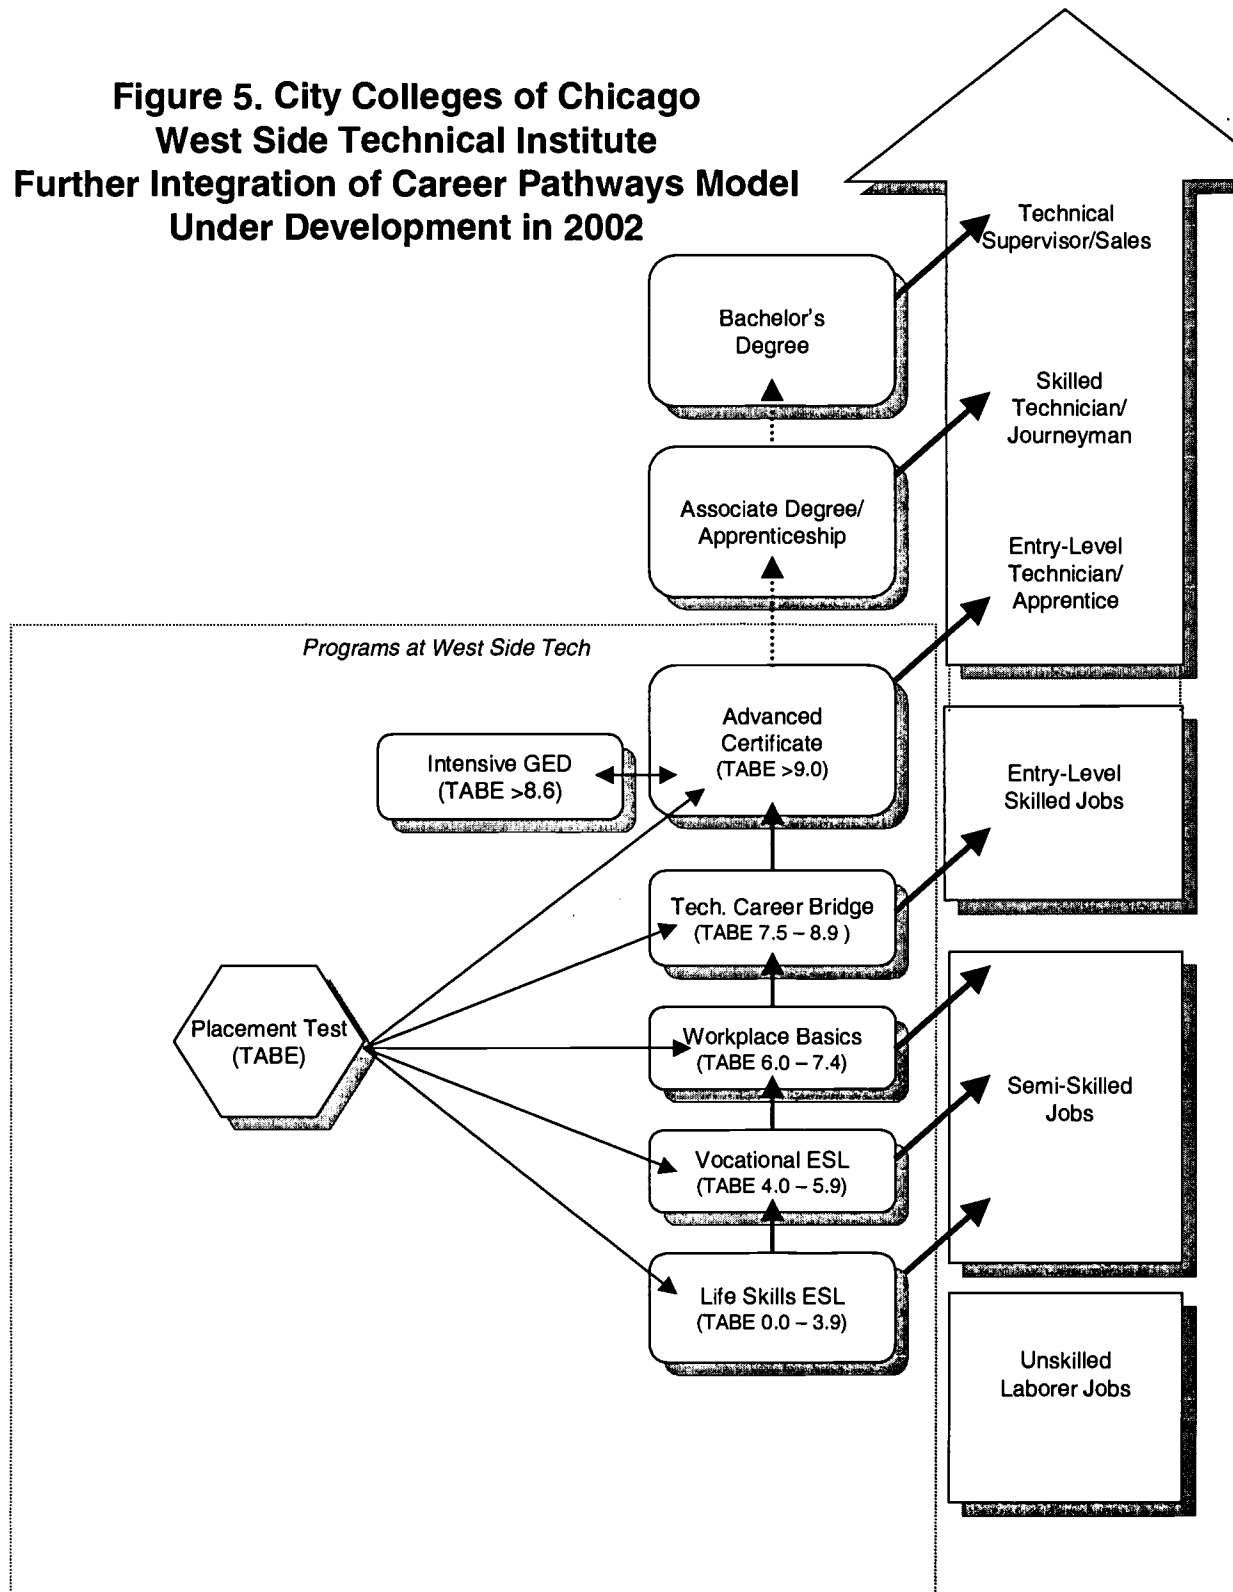 Figure 5. City Colleges of Chicago
West Side Technical Institute
Further Integration of Career Pathways Model
Under Development in 2002
Technical
Supervisor/Sales
Bachelor's
Degree
Skilled
Technician/
Journeyman
Associate Degree/
Apprenticeship
Entry-Level
Technician/
Apprentice
Programs at West Side Tech
Advanced
Certificate
(TABE >9.0)
Intensive GED
(TABE >8.6)
Entry-Level
Skilled Jobs
Tech. Career Bridge
(TABE 7.5 – 8.9 )
Placement Test
(TABE)
Workplace Basics
(TABE 6.0 – 7.4)
Semi-Skilled
Jobs
Vocational ESL
(TABE 4.0 – 5.9)
Life Skills ESL
(TABE 0.0 – 3.9)
Unskilled
Laborer Jobs